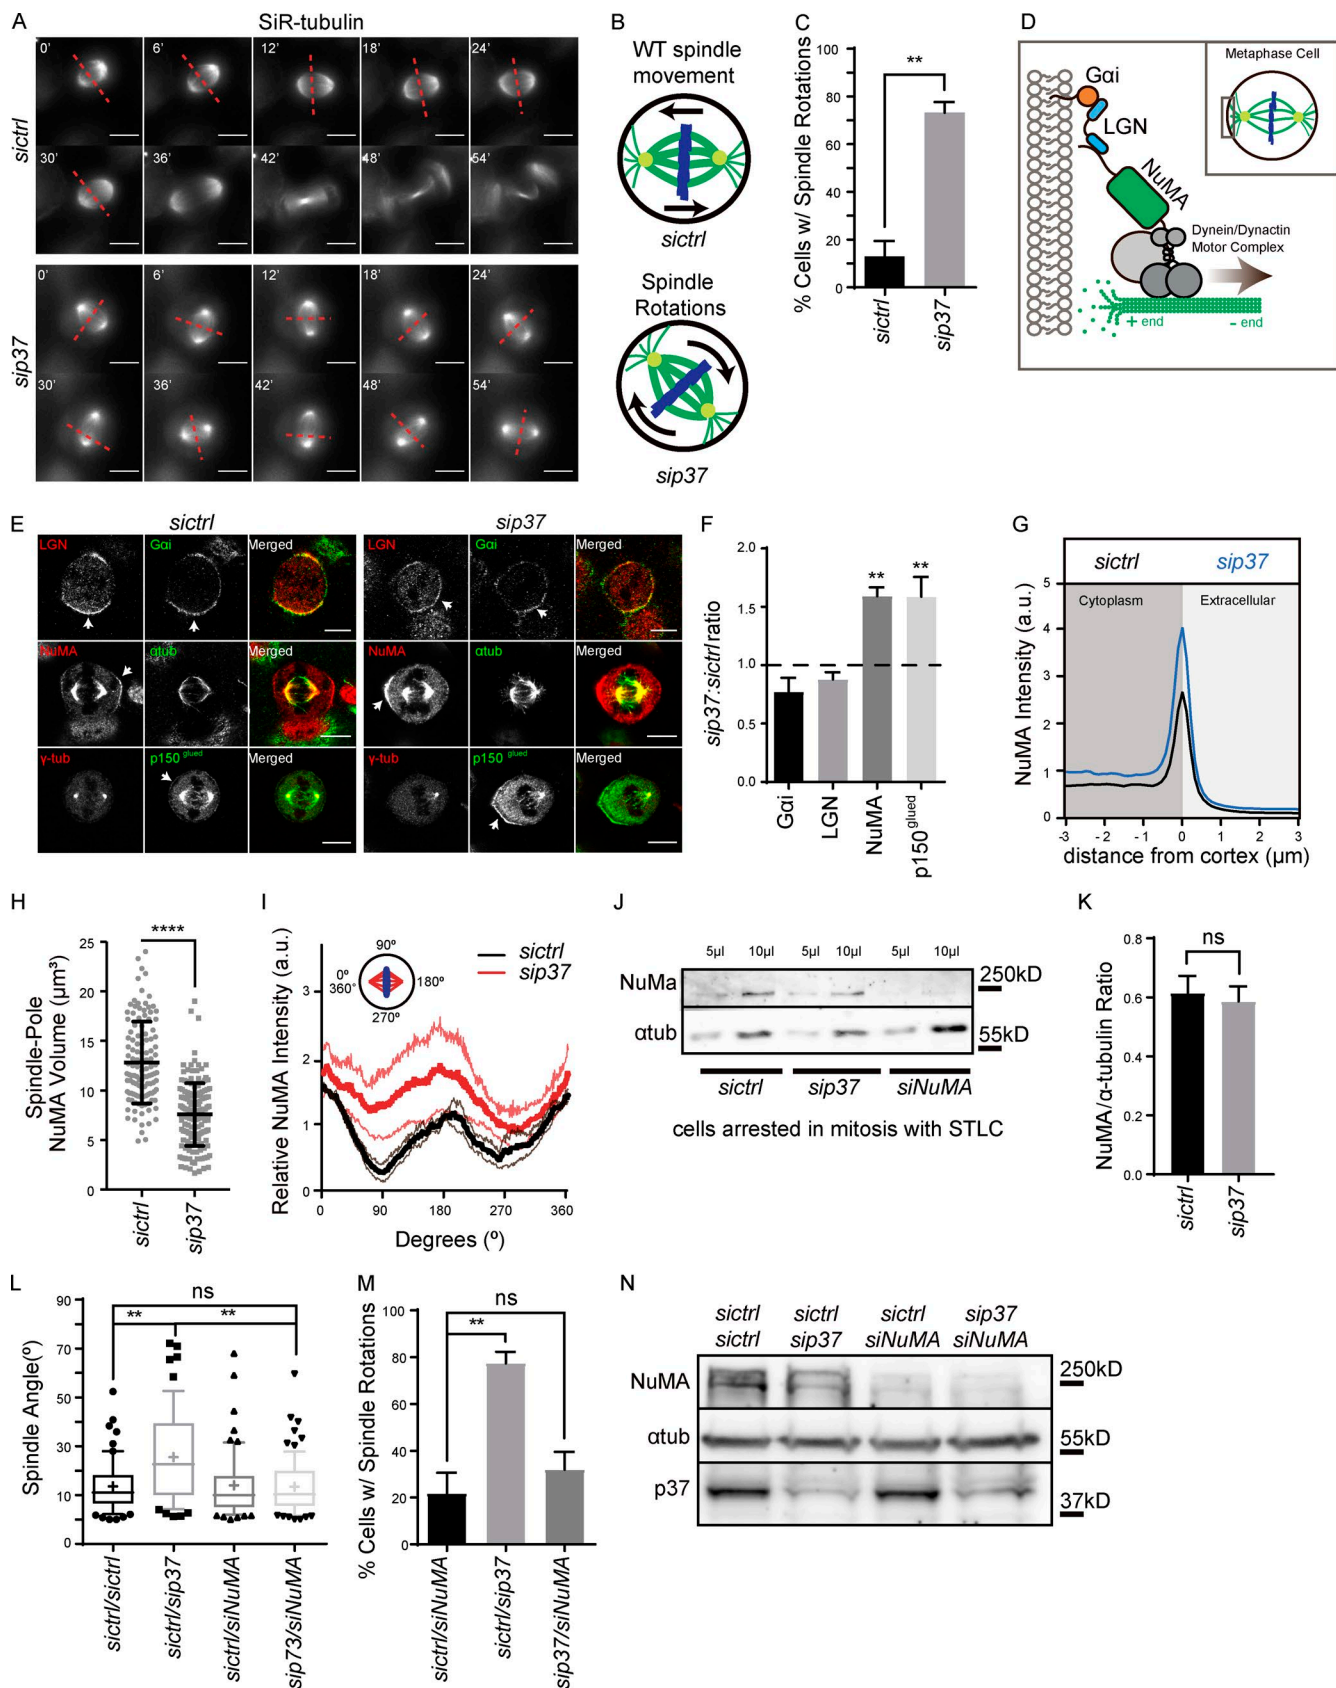 A
SiR-tubulin
sictrl
0’ 6’ 12’ 18’ 24’
30’ 36’ 42’ 48’ 54’
sip37
0’ 6’ 12’ 18’ 24’
30’ 36’ 42’ 48’ 54’
B
WT spindle
movement
sictrl
Spindle
Rotations
sip37
C
% Cells w/ Spindle Rotations
100
90
80
70
60
50
40
30
20
10
0
**
sictrl
sip37
D
Metaphase Cell
Gαi
LGN
NuMA
Dynein/Dynactin
Motor Complex
+ end
- end
E
sictrl sip37
LGN Gαi Merged LGN Gαi Merged
NuMA αtub Merged NuMA αtub Merged
γ-tub p150glued Merged γ-tub p150glued Merged
F
sip37:sictrl ratio
2.0
1.5
1.0
0.5
0.0
** **
Gαi
LGN
NuMA
p150glued
G
sictrl sip37
Cytoplasm Extracellular
NuMA Intensity (a.u.)
5
4
3
2
1
0
-3 -2 -1 0 1 2 3
distance from cortex (µm)
H
Spindle-Pole
NuMA Volume (µm³)
25
20
15
10
5
0
****
sictrl
sip37
I
Relative NuMA Intensity (a.u.)
3
2
1
0
90º
0º
360º
180º
270º
sictrl
sip37
0 90 180 270 360
Degrees (º)
J
5µl 10µl 5µl 10µl 5µl 10µl
NuMa
250kD
αtub
55kD
sictrl sip37 siNuMA
cells arrested in mitosis with STLC
K
NuMA/α-tubulin Ratio
0.8
0.6
0.4
0.2
0.0
ns
sictrl
sip37
L
Spindle Angle(º)
90
70
50
30
10
0
ns
** **
sictrl/sictrl
sictrl/sip37
sictrl/siNuMA
sip73/siNuMA
M
% Cells w/ Spindle Rotations
100
80
60
40
20
0
ns
**
sictrl/siNuMA
sictrl/sip37
sip37/siNuMA
N
sictrl sictrl sictrl sip37
sictrl sip37 siNuMA siNuMA
NuMA
250kD
αtub
55kD
p37
37kD